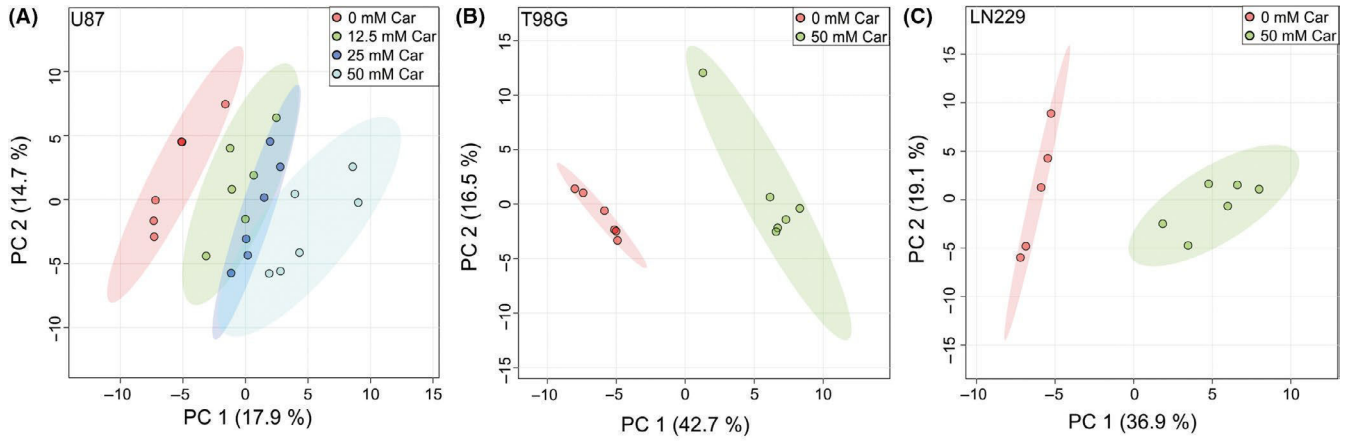 (A)
U87
0 mM Car
12.5 mM Car
25 mM Car
50 mM Car
10
5
0
−5
−10
PC 2 (14.7 %)
−10 −5 0 5 10 15
PC 1 (17.9 %)
(B)
T98G
0 mM Car
50 mM Car
15
10
5
0
−5
−10
−15
PC 2 (16.5 %)
−10 −5 0 5 10
PC 1 (42.7 %)
(C)
LN229
0 mM Car
50 mM Car
15
10
5
0
−5
−10
−15
PC 2 (19.1 %)
−10 −5 0 5 10
PC 1 (36.9 %)